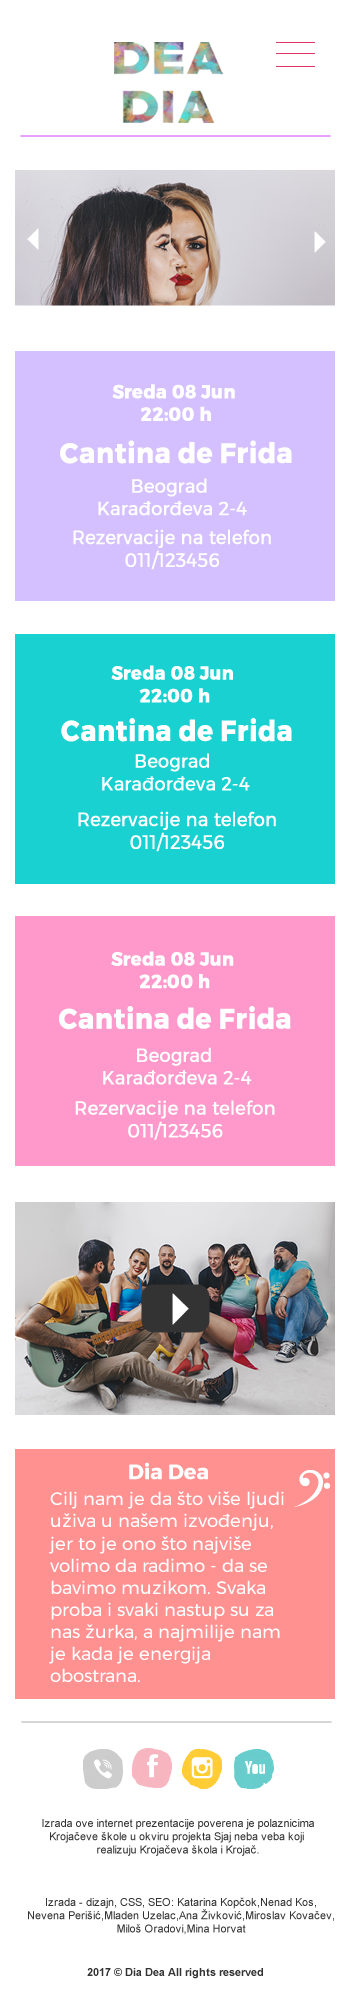 DEA
DIA
Sreda 08 Jun
22:00 h
Cantina de Frida
Beograd
Karađorđeva 2-4
Rezervacije na telefon
011/123456
Sreda 08 Jun
22:00 h
Cantina de Frida
Beograd
Karađorđeva 2-4
Rezervacije na telefon
011/123456
Sreda 08 Jun
22:00 h
Cantina de Frida
Beograd
Karađorđeva 2-4
Rezervacije na telefon
011/123456
Dia Dea
Cilj nam je da što više ljudi
uživa u našem izvođenju,
jer to je ono što najviše
volimo da radimo - da se
bavimo muzikom. Svaka
proba i svaki nastup su za
nas žurka, a najmilije nam
je kada je energija
obostrana.
f
You
Izrada ove internet prezentacije poverena je polaznicima
Krojačeve škole u okviru projekta Sjaj neba veba koji
realizuju Krojačeva škola i Krojač.
Izrada - dizajn, CSS, SEO: Katarina Kopčok,Nenad Kos,
Nevena Perišić,Mladen Uzelac,Ana Živković,Miroslav Kovačev,
Miloš Oradovi,Mina Horvat
2017 © Dia Dea All rights reserved